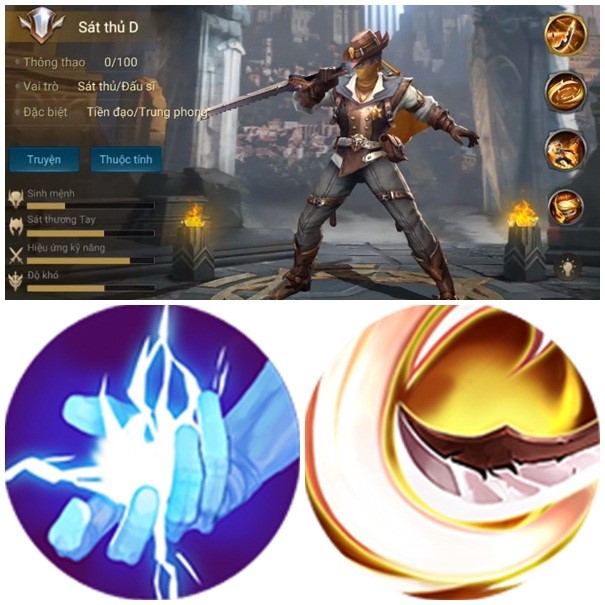 Sát thủ D
Thông thạo 0/100
Vai trò Sát thủ/Đấu sĩ
Đặc biệt Tiền đạo/Trung phong
Truyện Thuộc tính
Sinh mệnh
Sát thương Tay
Hiệu ứng kỹ năng
Độ khó